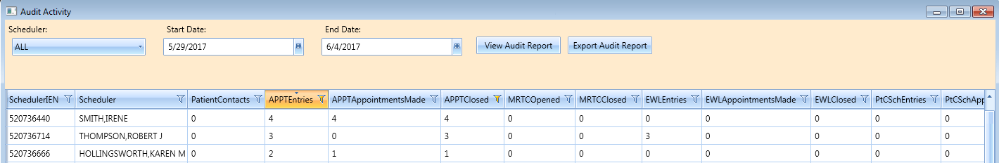 Audit Activity
Scheduler: Start Date: End Date:
ALL 5/29/2017 6/4/2017 View Audit Report Export Audit Report
SchedulerIEN Scheduler PatientContacts APPTEntries APPTAppointmentsMade APPTClosed MRTCOpened MRTCClosed EWLEntries EWLAppointmentsMade EWLClosed PtCSchEntries PtCSchApp
520736440 SMITH,IRENE 0 4 4 4 0 0 0 0 0 0 0
520736714 THOMPSON,ROBERT J 0 3 0 3 0 0 3 0 0 0 0
520736666 HOLLINGSWORTH,KAREN M 0 2 1 1 0 0 0 0 0 0 0